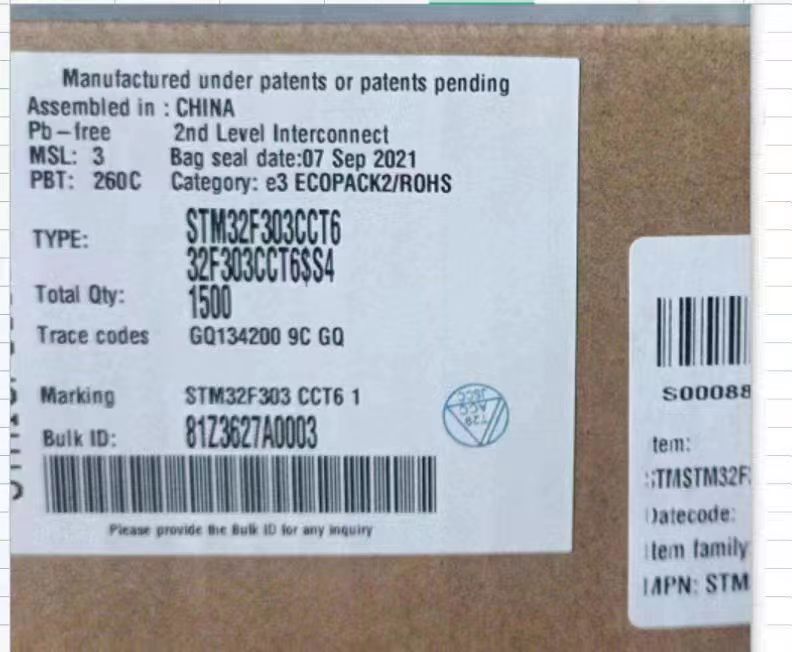 Manufactured under patents or patents pending
Assembled in : CHINA
Pb-free 2nd Level Interconnect
MSL: 3 Bag seal date:07 Sep 2021
PBT: 260C Category: e3 ECOPACK2/ROHS
TYPE: STM32F303CCT6
32F303CCT6$S4
Total Qty: 1500
Trace codes GQ134200 9C GQ
Marking STM32F303 CCT6 1
Bulk ID: 81Z3627A0003
Please provide the Bulk ID for any inquiry
S00088
tem:
STMSTM32F
Datecode:
Item family
MPN: STM